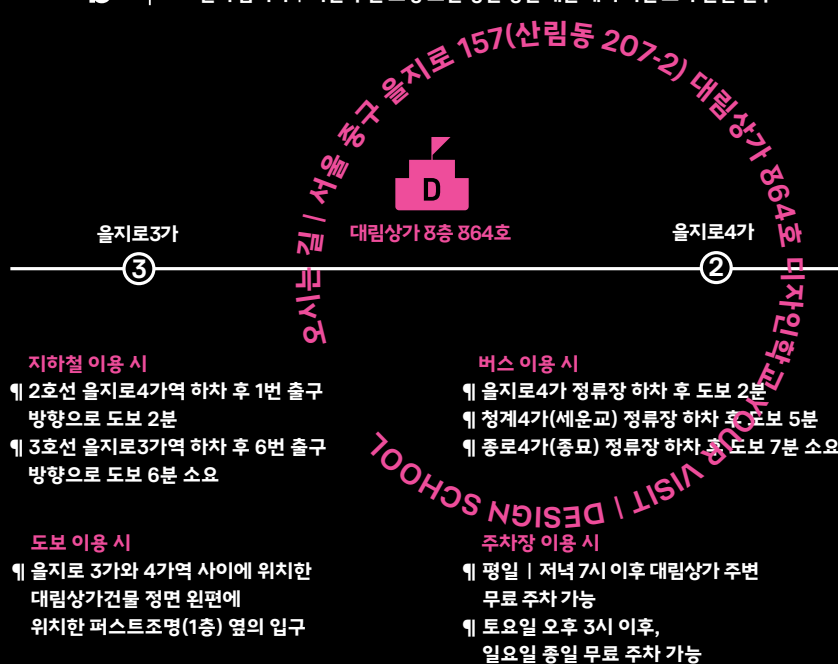 오시는 길 | 서울 중구 을지로 157(산림동 207-2) 대림상가 864호 디자인학교 YOUR VISIT | DESIGN SCHOOL
D
대림상가 8층 864호
을지로3가
3
을지로4가
2
지하철 이용 시
¶ 2호선 을지로4가역 하차 후 1번 출구
방향으로 도보 2분
¶ 3호선 을지로3가역 하차 후 6번 출구
방향으로 도보 6분 소요
버스 이용 시
¶ 을지로4가 정류장 하차 후 도보 2분
¶ 청계4가(세운교) 정류장 하차 후 도보 5분
¶ 종로4가(종묘) 정류장 하차 후 도보 7분 소요
도보 이용 시
¶ 을지로 3가와 4가역 사이에 위치한
대림상가건물 정면 왼편에
위치한 퍼스트조명(1층) 옆의 입구
주차장 이용 시
¶ 평일 | 저녁 7시 이후 대림상가 주변
무료 주차 가능
¶ 토요일 오후 3시 이후,
일요일 종일 무료 주차 가능